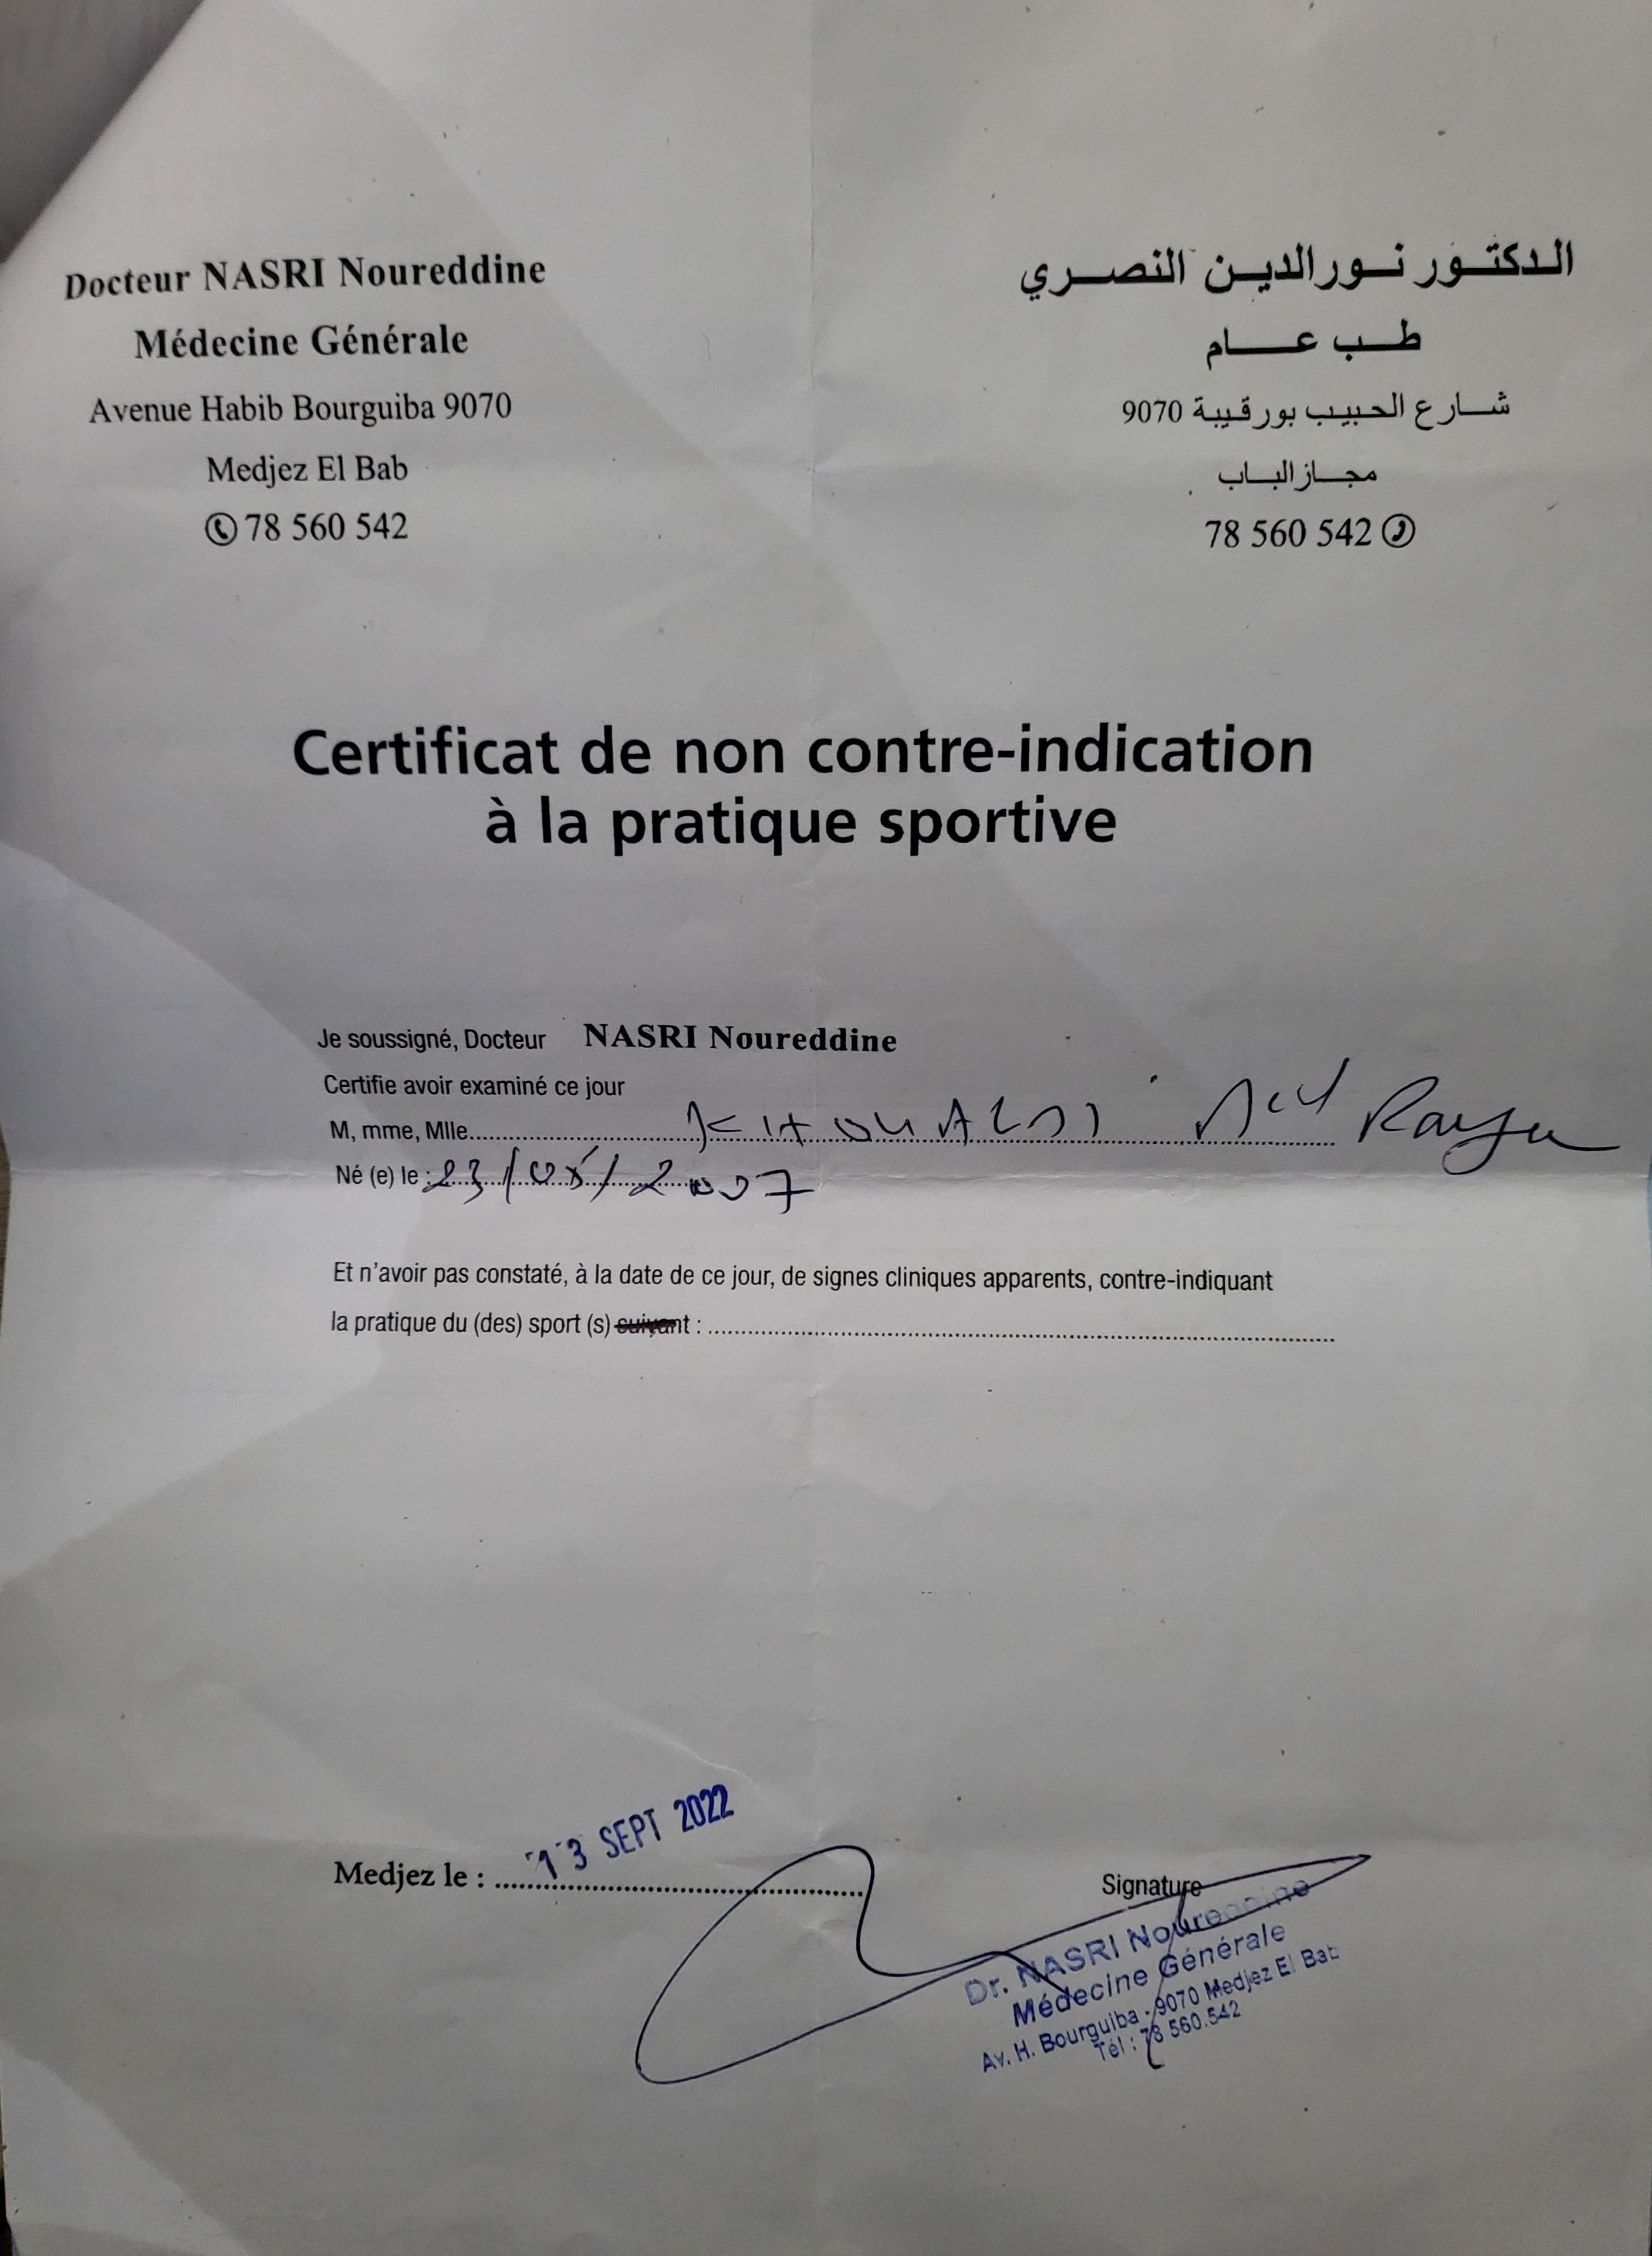 Docteur NASRI Noureddine
Médecine Générale
Avenue Habib Bourguiba 9070
Medjez El Bab
78 560 542
الدكتور نورالدين النصري
طب عام
شارع الحبيب بورقيبة 9070
مجاز الباب
78 560 542
Certificat de non contre-indication
à la pratique sportive
Je soussigné, Docteur NASRI Noureddine
Certifie avoir examiné ce jour
M, mme, Mlle
Né (e) le : 23/05/2007
Et n'avoir pas constaté, à la date de ce jour, de signes cliniques apparents, contre-indiquant
la pratique du (des) sport (s) suivant :
Medjez le : 13 SEPT 2022
Signature
Dr. NASRI Noureddine
Médecine Générale
Av. H. Bourguiba - 9070 Medjez El Bab
Tél : 78 560.542